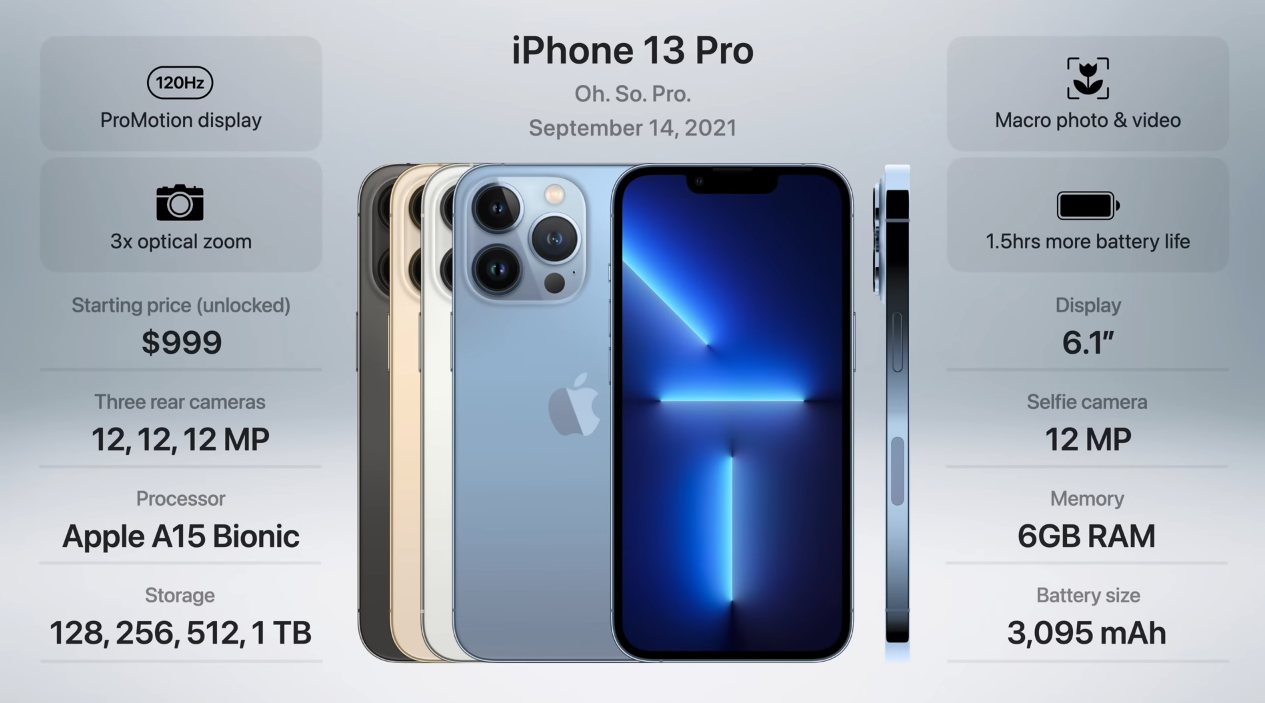 iPhone 13 Pro
Oh. So. Pro.
September 14, 2021
120Hz
ProMotion display
3x optical zoom
Starting price (unlocked)
$999
Three rear cameras
12, 12, 12 MP
Processor
Apple A15 Bionic
Storage
128, 256, 512, 1 TB
Macro photo & video
1.5hrs more battery life
Display
6.1”
Selfie camera
12 MP
Memory
6GB RAM
Battery size
3,095 mAh